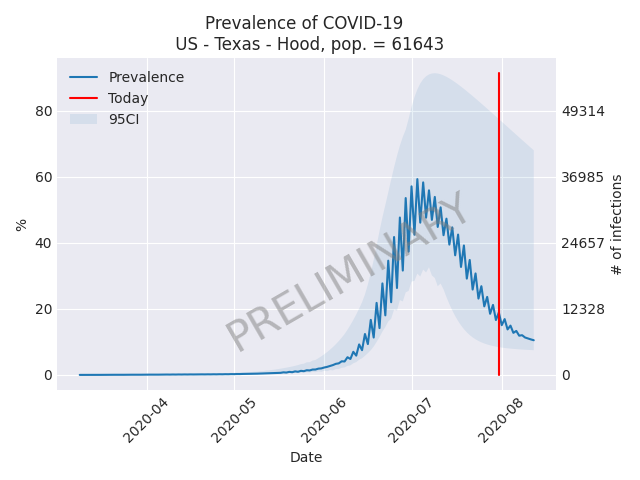 Prevalence of COVID-19
US - Texas - Hood, pop. = 61643
Prevalence
Today
95CI
%
80
60
40
20
0
49314
36985
24657
12328
0
# of infections
PRELIMINARY
2020-04
2020-05
2020-06
2020-07
2020-08
Date